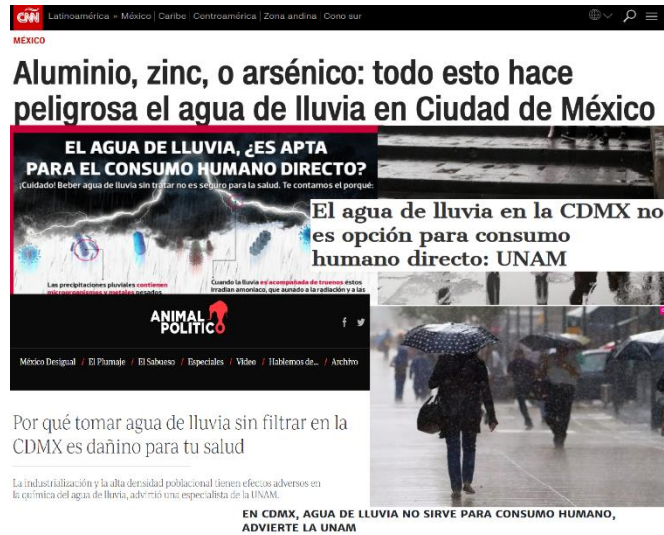 CNN Latinoamérica » México | Caribe | Centroamérica | Zona andina | Cono sur
MÉXICO
Aluminio, zinc, o arsénico: todo esto hace
peligrosa el agua de lluvia en Ciudad de México
EL AGUA DE LLUVIA, ¿ES APTA
PARA EL CONSUMO HUMANO DIRECTO?
¡Cuidado! Beber agua de lluvia sin tratar no es seguro para la salud. Te contamos el porqué:
El agua de lluvia en la CDMX no
es opción para consumo
humano directo: UNAM
Las precipitaciones pluviales contienen
microorganismos y metales pesados
Cuando la lluvia es acompañada de truenos éstos
irradian amoniaco, que aunado a la radiación y a las
ANIMAL
POLÍTICO
México Desigual / El Plumaje / El Sabueso / Especiales / Video / Hablemos de... / Archivo
Por qué tomar agua de lluvia sin filtrar en la
CDMX es dañino para tu salud
La industrialización y la alta densidad poblacional tienen efectos adversos en
la química del agua de lluvia, advirtió una especialista de la UNAM.
EN CDMX, AGUA DE LLUVIA NO SIRVE PARA CONSUMO HUMANO,
ADVIERTE LA UNAM